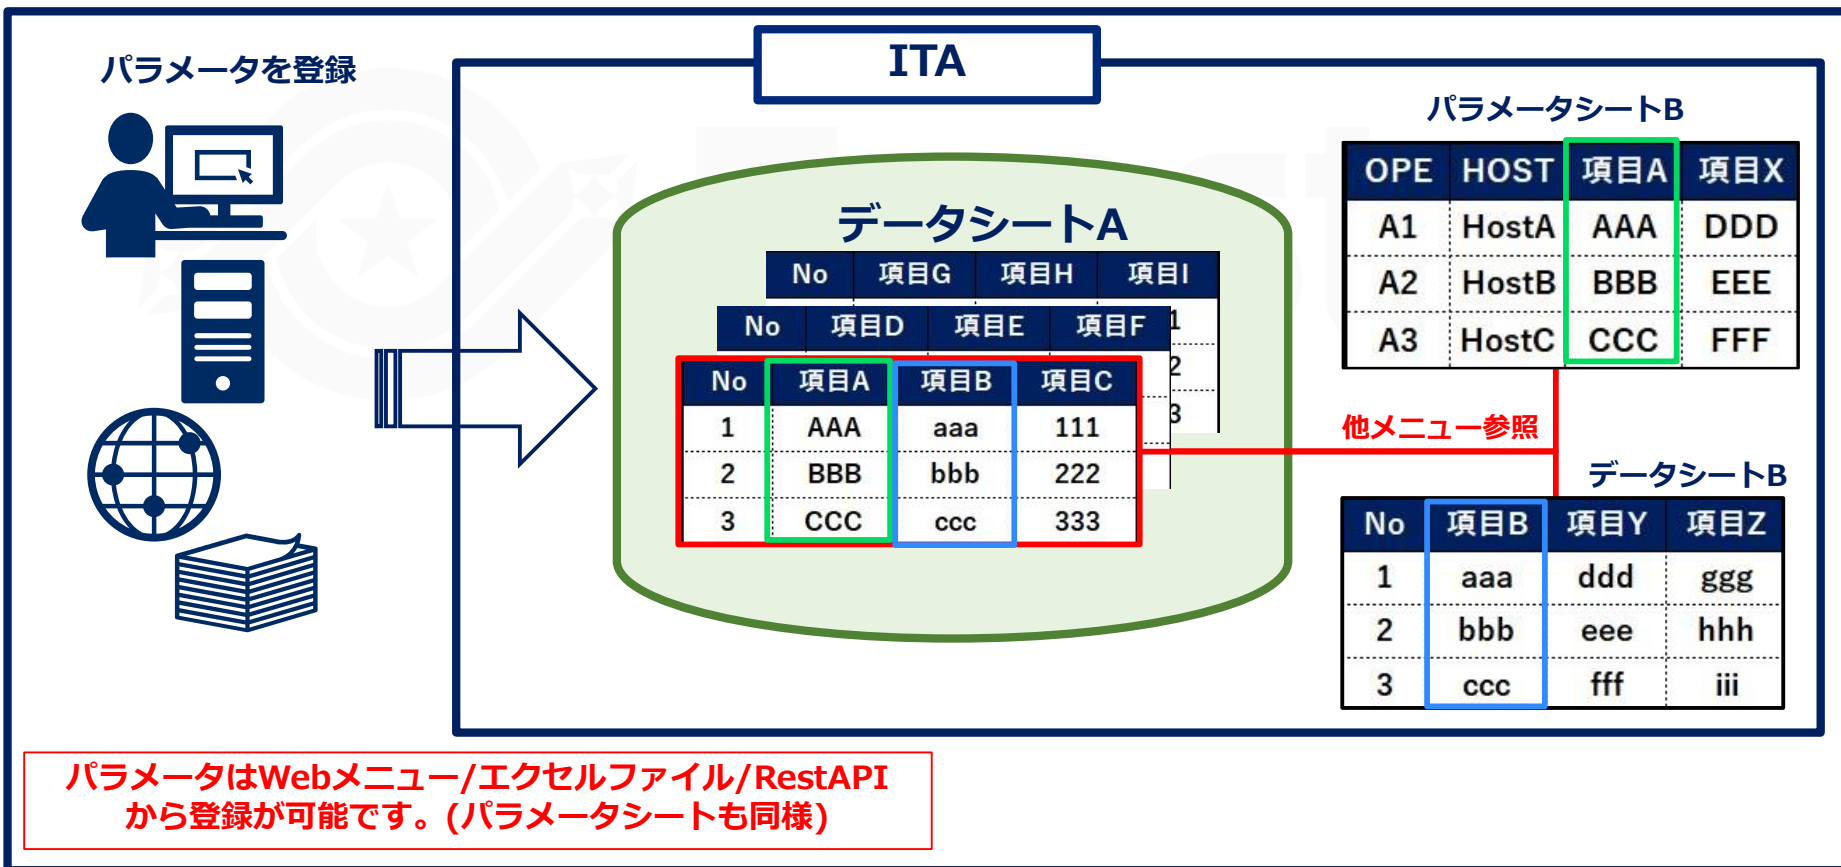 パラメータを登録
ITA
データシートA
No 項目G 項目H 項目I
1
2
3
No 項目D 項目E 項目F
No 項目A 項目B 項目C
1 AAA aaa 111
2 BBB bbb 222
3 CCC ccc 333
パラメータシートB
OPE HOST 項目A 項目X
A1 HostA AAA DDD
A2 HostB BBB EEE
A3 HostC CCC FFF
他メニュー参照
データシートB
No 項目B 項目Y 項目Z
1 aaa ddd ggg
2 bbb eee hhh
3 ccc fff iii
パラメータはWebメニュー/エクセルファイル/RestAPI
から登録が可能です。(パラメータシートも同様)